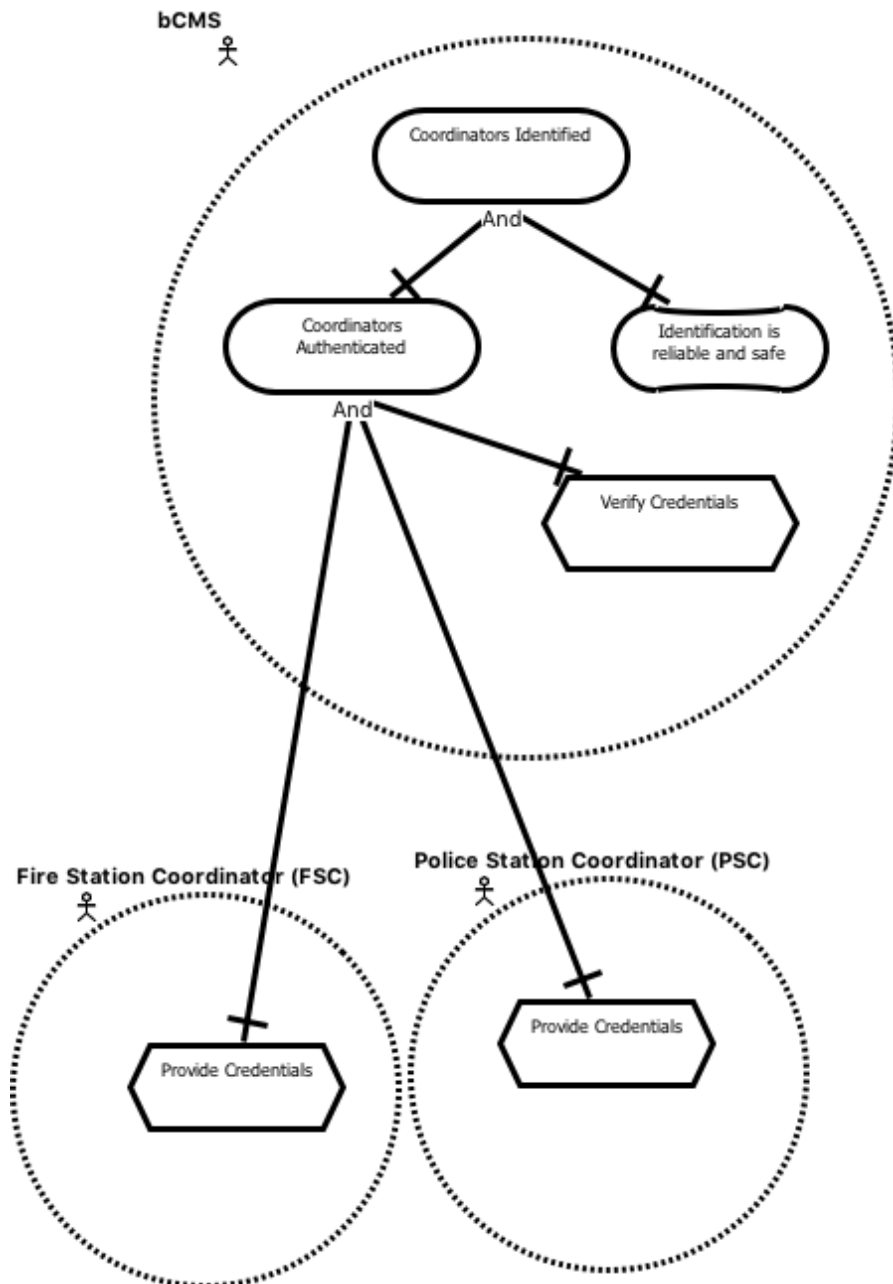 bCMS
Coordinators Identified
And
Coordinators
Authenticated
Identification is
reliable and safe
And
Verify Credentials
Fire Station Coordinator (FSC)
Police Station Coordinator (PSC)
Provide Credentials
Provide Credentials